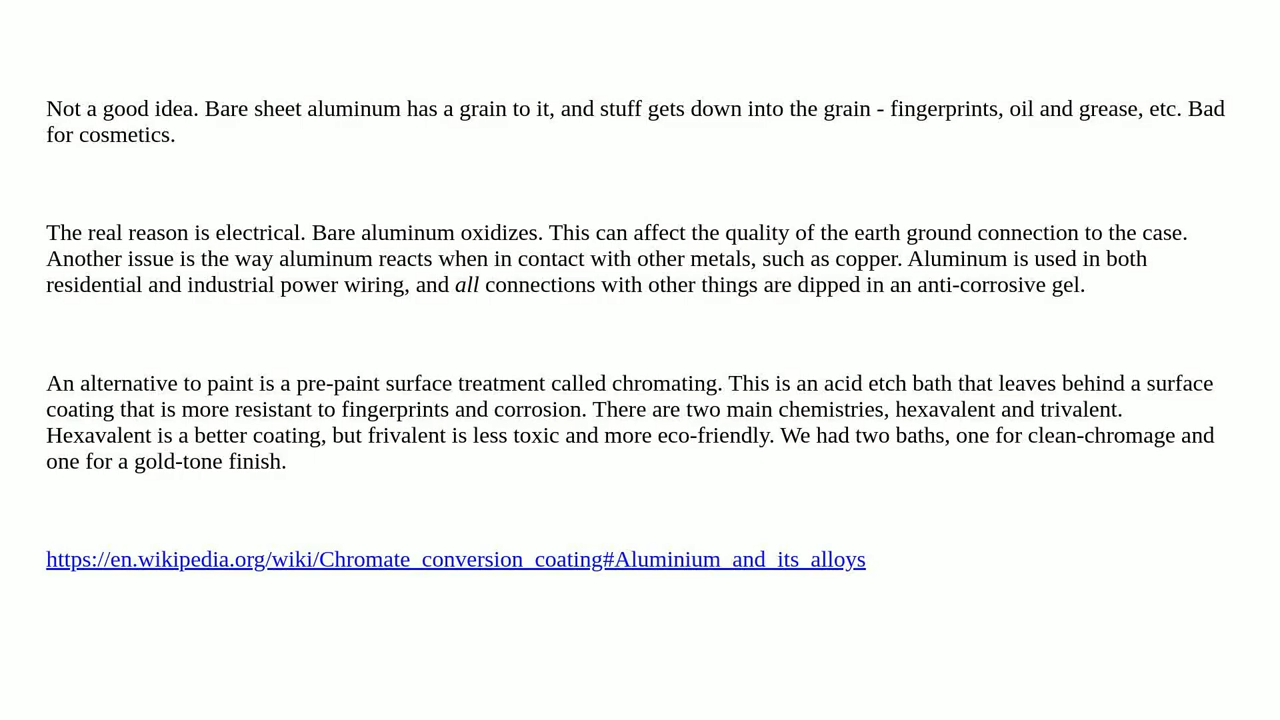 Not a good idea. Bare sheet aluminum has a grain to it, and stuff gets down into the grain - fingerprints, oil and grease, etc. Bad
for cosmetics.
The real reason is electrical. Bare aluminum oxidizes. This can affect the quality of the earth ground connection to the case.
Another issue is the way aluminum reacts when in contact with other metals, such as copper. Aluminum is used in both
residential and industrial power wiring, and all connections with other things are dipped in an anti-corrosive gel.
An alternative to paint is a pre-paint surface treatment called chromating. This is an acid etch bath that leaves behind a surface
coating that is more resistant to fingerprints and corrosion. There are two main chemistries, hexavalent and trivalent.
Hexavalent is a better coating, but frivalent is less toxic and more eco-friendly. We had two baths, one for clean-chromage and
one for a gold-tone finish.
https://en.wikipedia.org/wiki/Chromate_conversion_coating#Aluminium_and_its_alloys